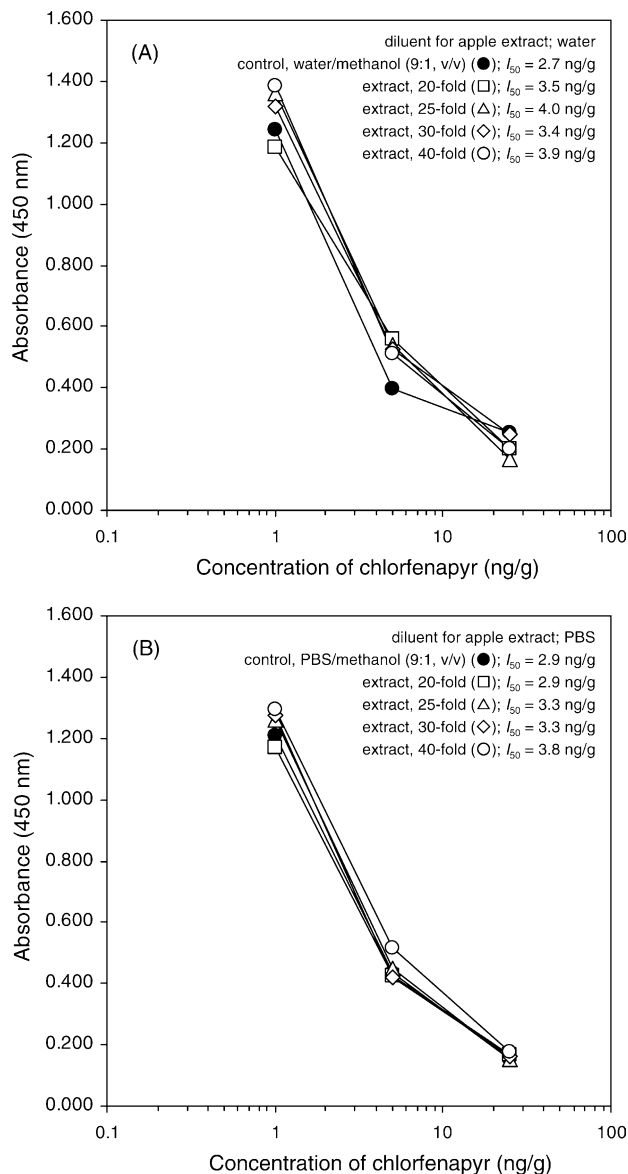 (A)
diluent for apple extract; water
control, water/methanol (9:1, v/v) (●); I50 = 2.7 ng/g
extract, 20-fold (□); I50 = 3.5 ng/g
extract, 25-fold (△); I50 = 4.0 ng/g
extract, 30-fold (◇); I50 = 3.4 ng/g
extract, 40-fold (○); I50 = 3.9 ng/g
Absorbance (450 nm)
1.600
1.400
1.200
1.000
0.800
0.600
0.400
0.200
0.000
0.1
1
10
100
Concentration of chlorfenapyr (ng/g)
(B)
diluent for apple extract; PBS
control, PBS/methanol (9:1, v/v) (●); I50 = 2.9 ng/g
extract, 20-fold (□); I50 = 2.9 ng/g
extract, 25-fold (△); I50 = 3.3 ng/g
extract, 30-fold (◇); I50 = 3.3 ng/g
extract, 40-fold (○); I50 = 3.8 ng/g
Absorbance (450 nm)
1.600
1.400
1.200
1.000
0.800
0.600
0.400
0.200
0.000
0.1
1
10
100
Concentration of chlorfenapyr (ng/g)